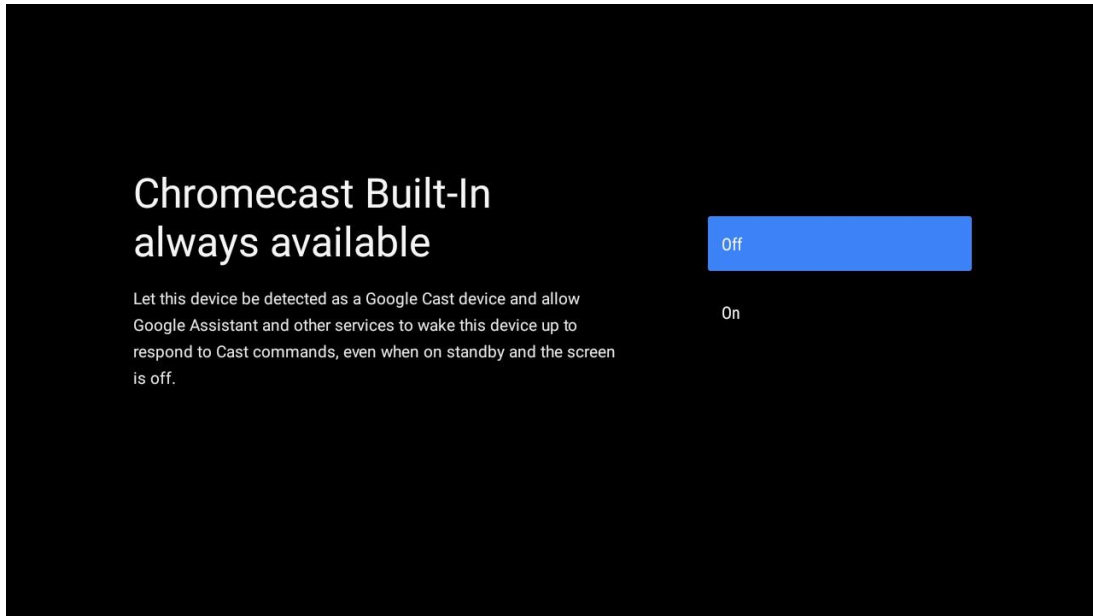 Chromecast Built-In
always available
Let this device be detected as a Google Cast device and allow
Google Assistant and other services to wake this device up to
respond to Cast commands, even when on standby and the screen
is off.
Off
On